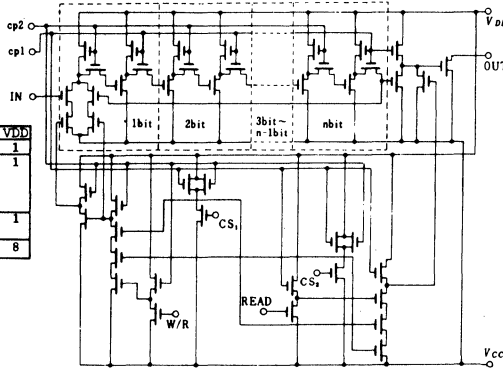 cp2
cp1
V
OUT
IN
1bit
2bit
3bit~
n-1bit
nbit
VDD
1
1
1
8
CS₁
CS₂
READ
W/R
Vcc